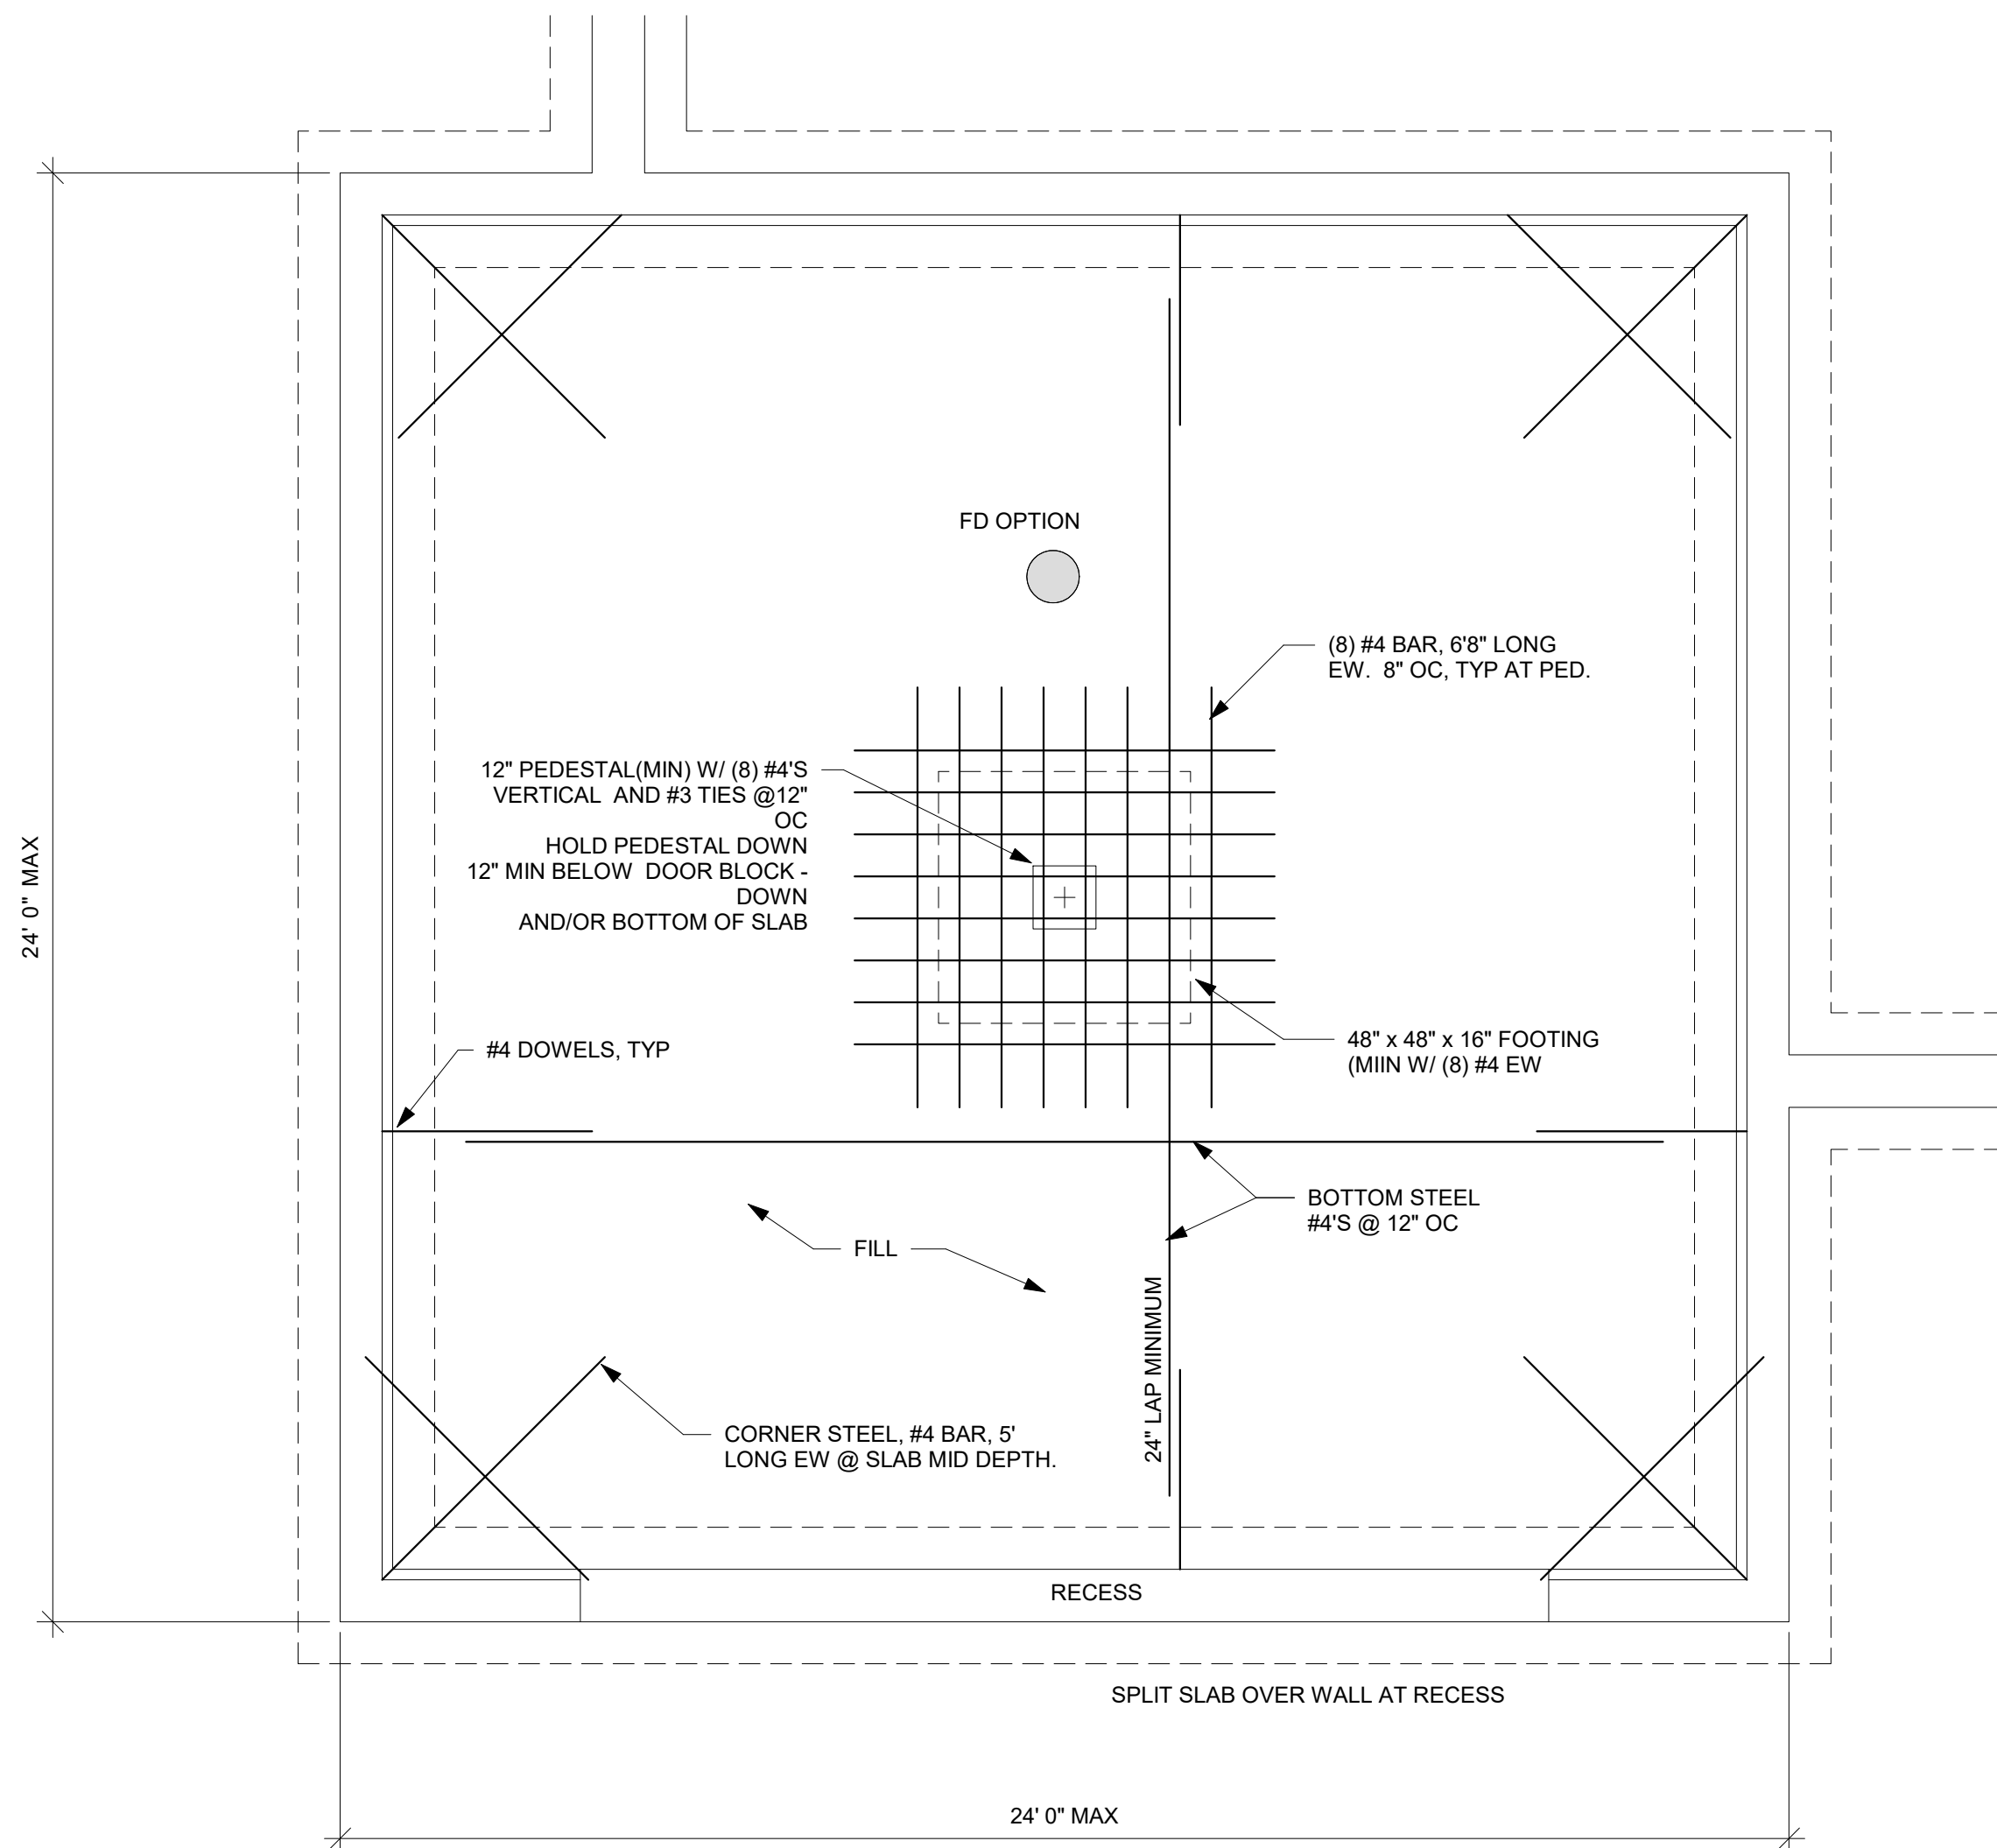 FD OPTION
(8) #4 BAR, 6'8" LONG
EW.  8" OC, TYP AT PED.
12" PEDESTAL(MIN) W/ (8) #4'S
VERTICAL  AND #3 TIES @12"
OC
HOLD PEDESTAL DOWN
12" MIN BELOW  DOOR BLOCK -
DOWN
AND/OR BOTTOM OF SLAB
24' 0" MAX
#4 DOWELS, TYP
48" x 48" x 16" FOOTING
(MIIN W/ (8) #4 EW
BOTTOM STEEL
#4'S @ 12" OC
FILL
24" LAP MINIMUM
CORNER STEEL, #4 BAR, 5'
LONG EW @ SLAB MID DEPTH.
RECESS
SPLIT SLAB OVER WALL AT RECESS
24' 0" MAX